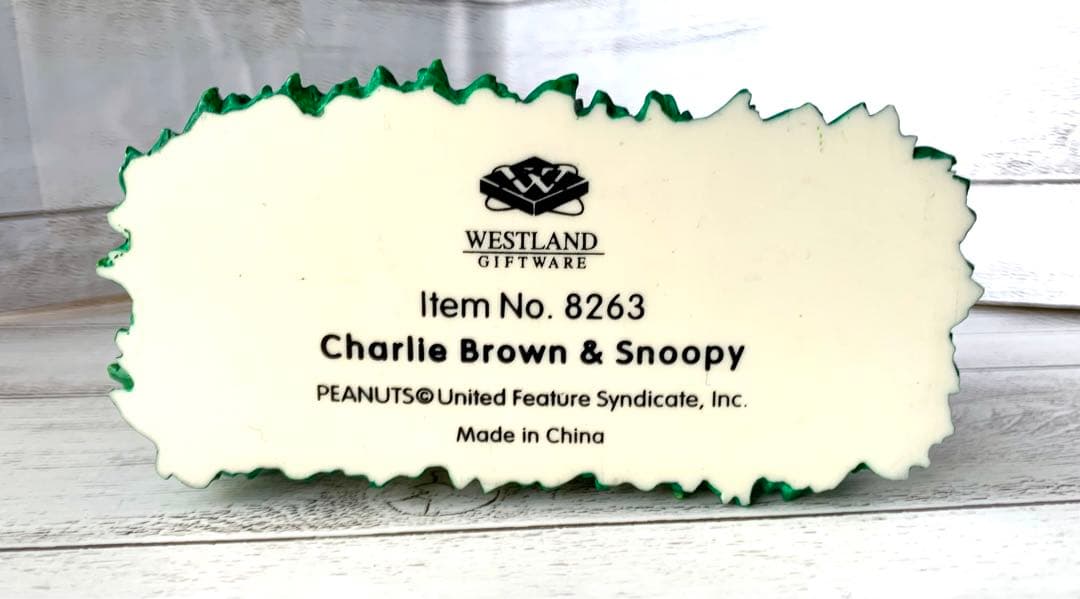 WESTLAND
GIFTWARE
Item No. 8263
Charlie Brown & Snoopy
PEANUTS© United Feature Syndicate, Inc.
Made in China